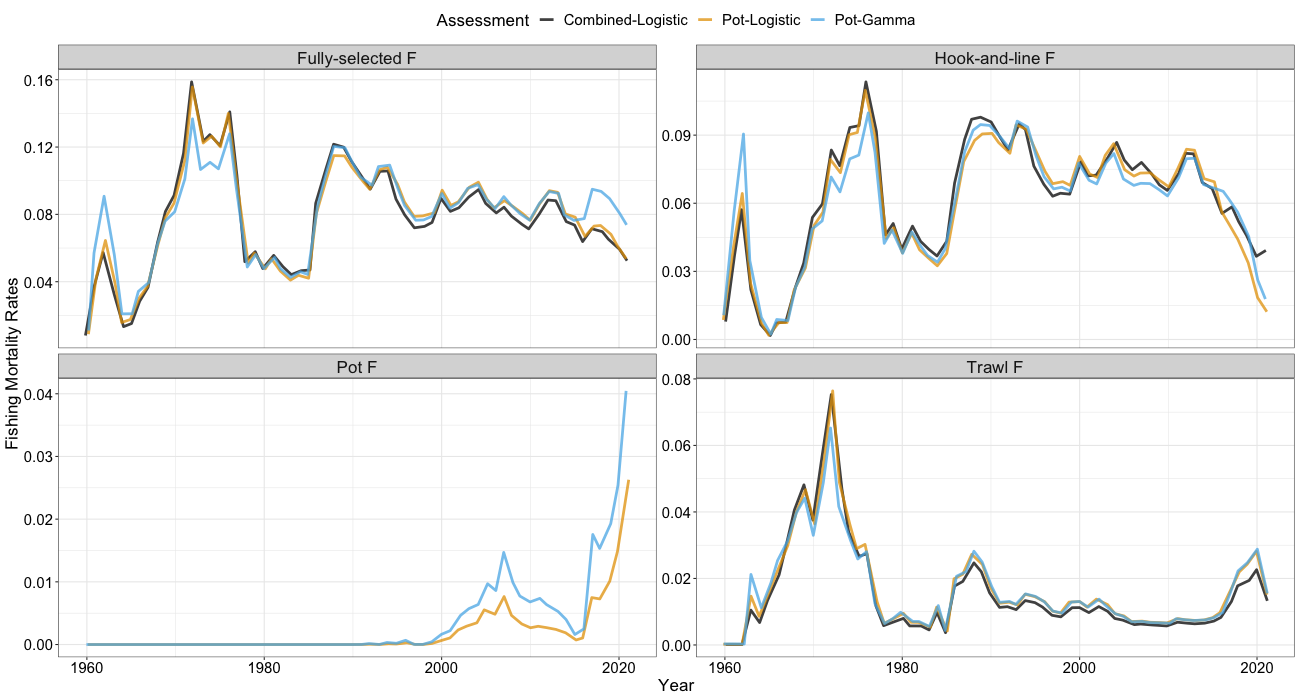 Assessment Combined-Logistic Pot-Logistic Pot-Gamma
Fully-selected F
Hook-and-line F
0.16
0.12
0.08
0.04
0.09
0.06
0.03
0.00
Pot F
Trawl F
0.04
0.03
0.02
0.01
0.00
0.08
0.06
0.04
0.02
0.00
1960 1980 2000 2020
1960 1980 2000 2020
Year
Fishing Mortality Rates